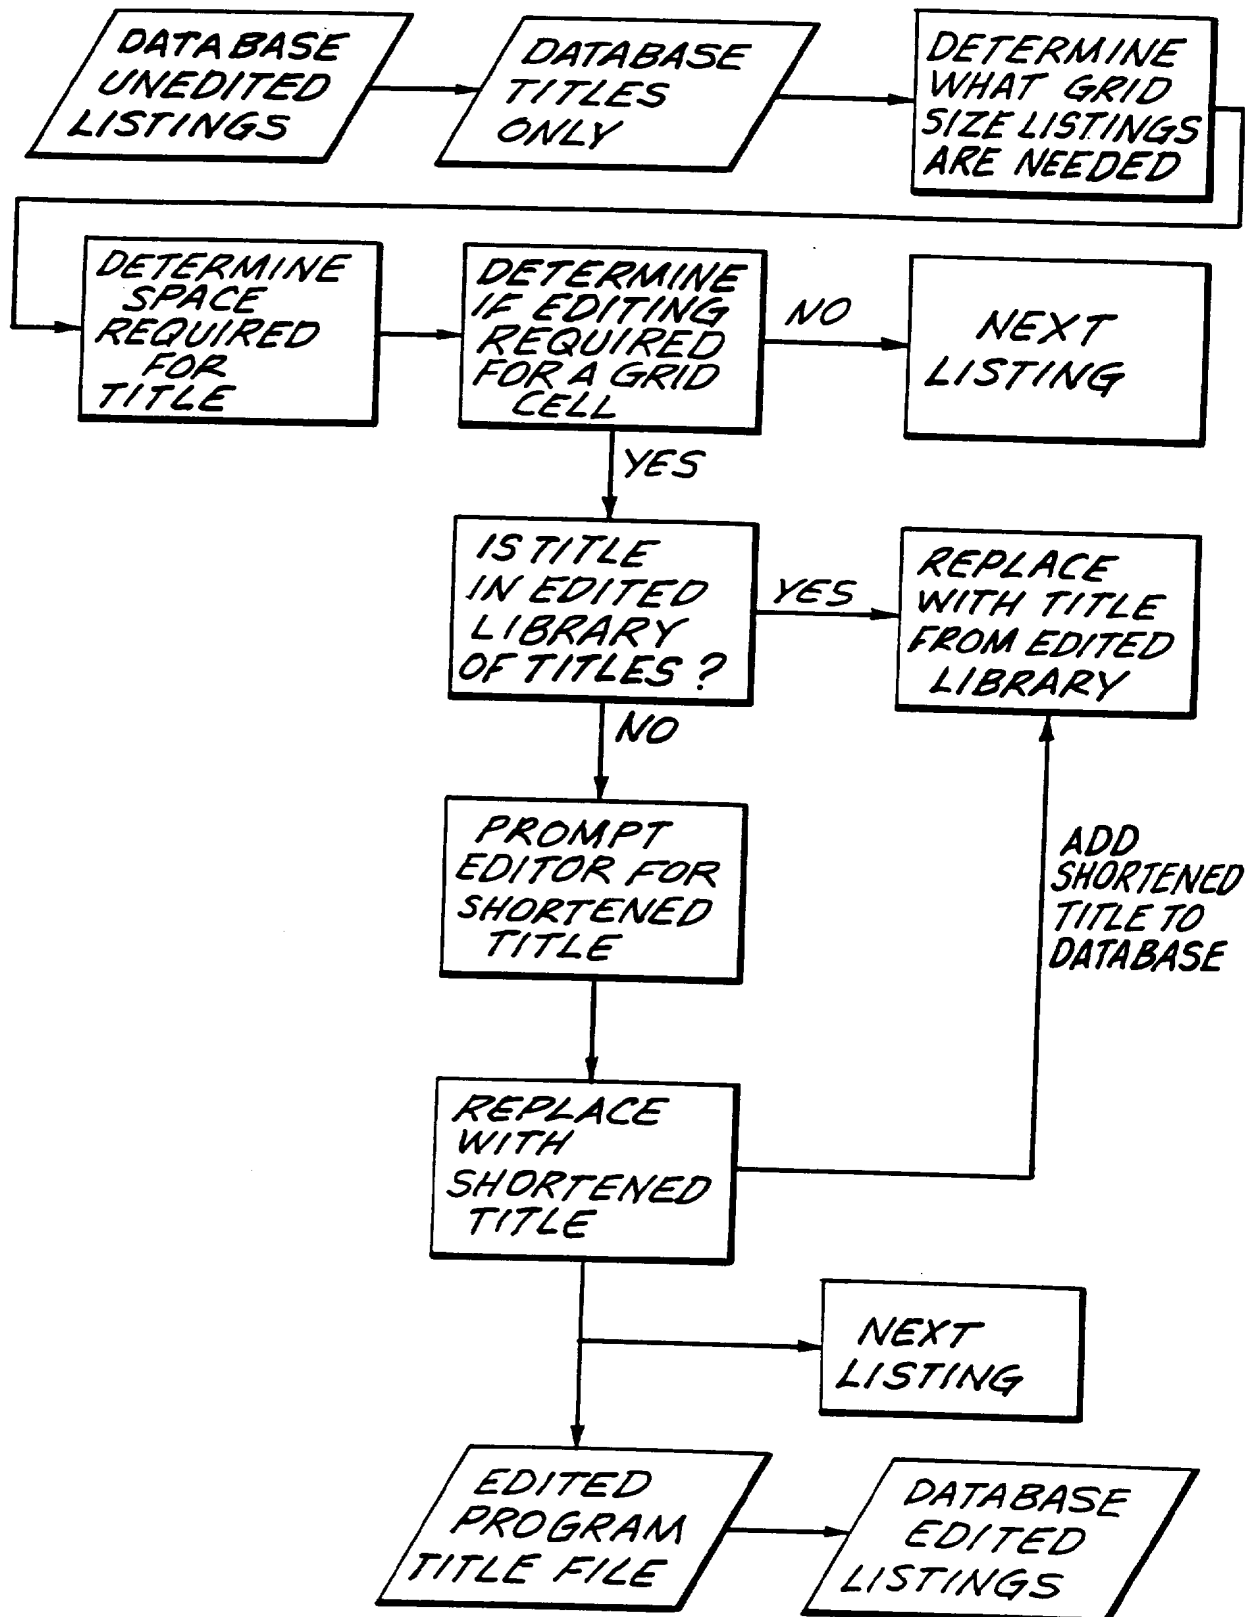 DATABASE
UNEDITED
LISTINGS
DATABASE
TITLES
ONLY
DETERMINE
WHAT GRID
SIZE LISTINGS
ARE NEEDED
DETERMINE
SPACE
REQUIRED
FOR
TITLE
DETERMINE
IF EDITING
REQUIRED
FOR A GRID
CELL
NO
NEXT
LISTING
YES
IS TITLE
IN EDITED
LIBRARY
OF TITLES ?
YES
REPLACE
WITH TITLE
FROM EDITED
LIBRARY
NO
PROMPT
EDITOR FOR
SHORTENED
TITLE
ADD
SHORTENED
TITLE TO
DATABASE
REPLACE
WITH
SHORTENED
TITLE
NEXT
LISTING
EDITED
PROGRAM
TITLE FILE
DATABASE
EDITED
LISTINGS